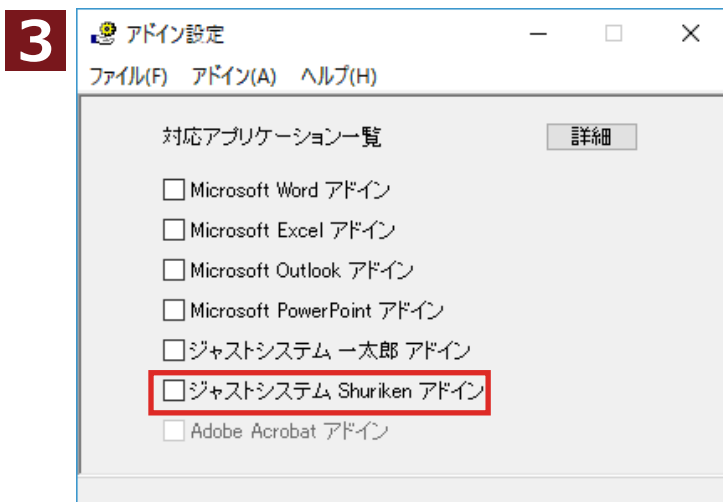 3
アドイン設定
ファイル(F) アドイン(A) ヘルプ(H)
対応アプリケーション一覧 詳細
Microsoft Word アドイン
Microsoft Excel アドイン
Microsoft Outlook アドイン
Microsoft PowerPoint アドイン
ジャストシステム 一太郎 アドイン
ジャストシステム Shuriken アドイン
Adobe Acrobat アドイン